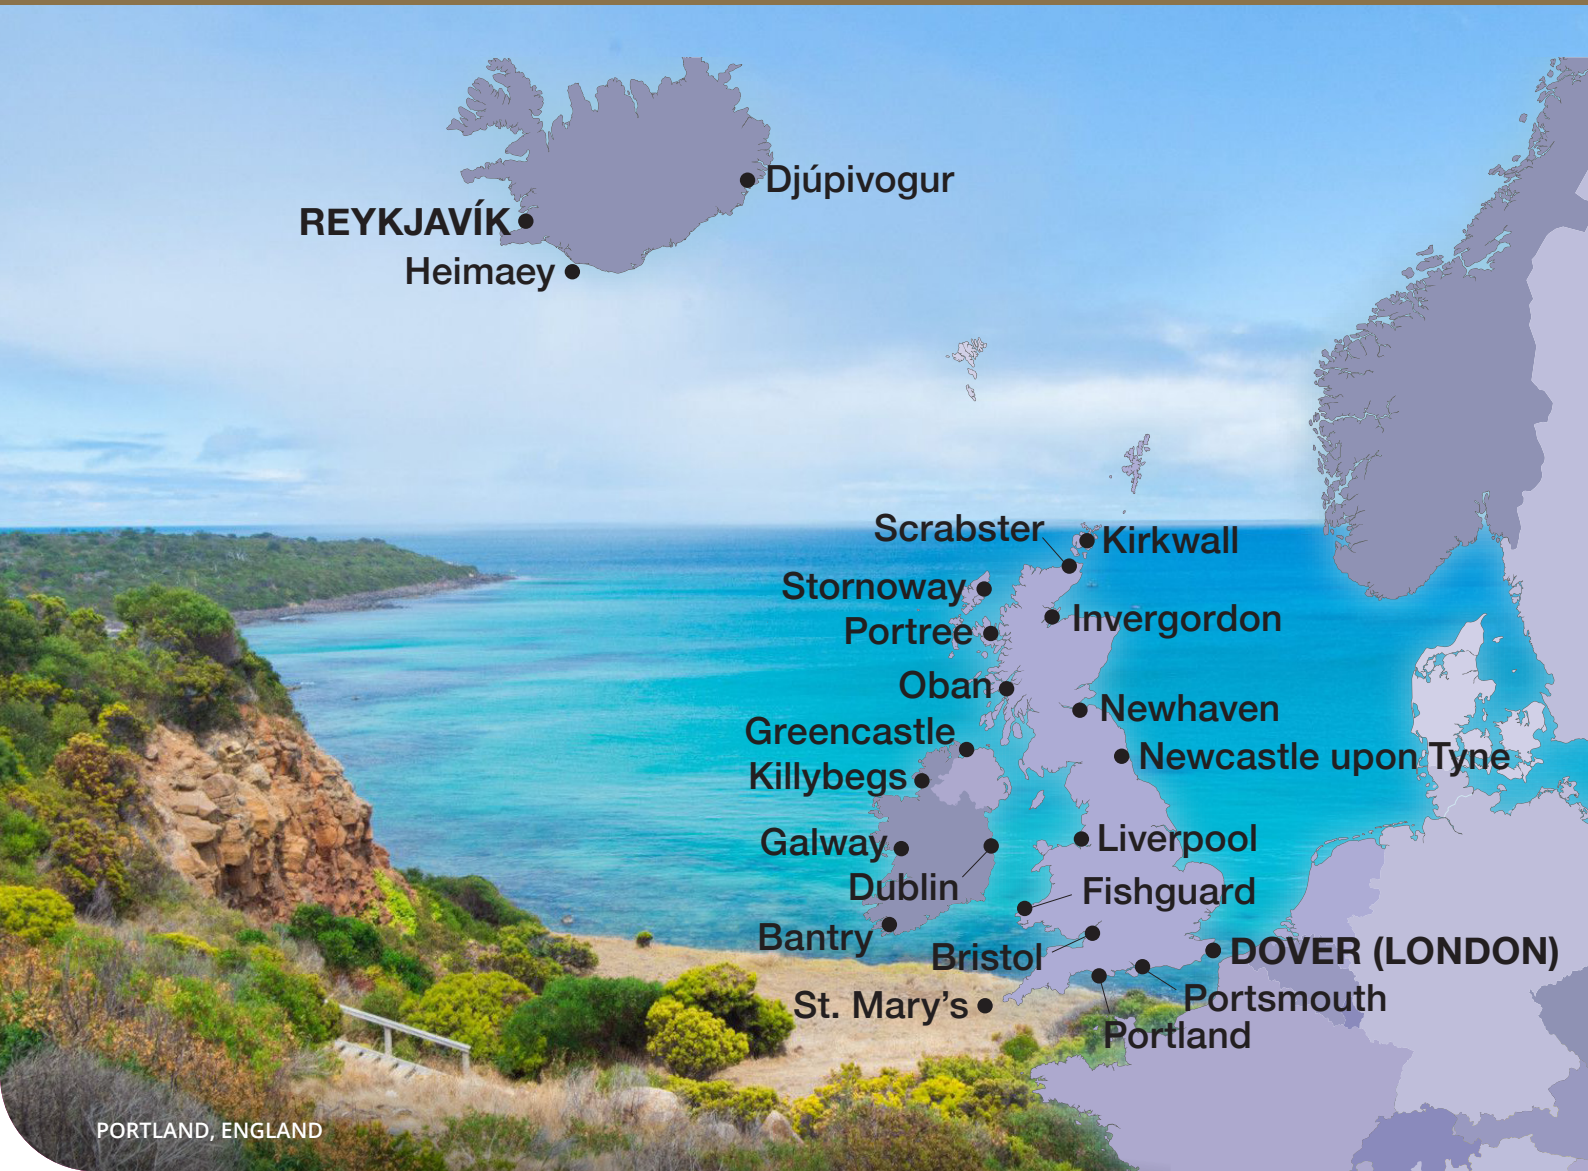 Djúpivogur
REYKJAVÍK
Heimaey
Scrabster
Kirkwall
Stornoway
Invergordon
Portree
Oban
Newhaven
Greencastle
Newcastle upon Tyne
Killybegs
Liverpool
Galway
Dublin
Fishguard
Bantry
Bristol
DOVER (LONDON)
St. Mary’s
Portsmouth
Portland
PORTLAND, ENGLAND